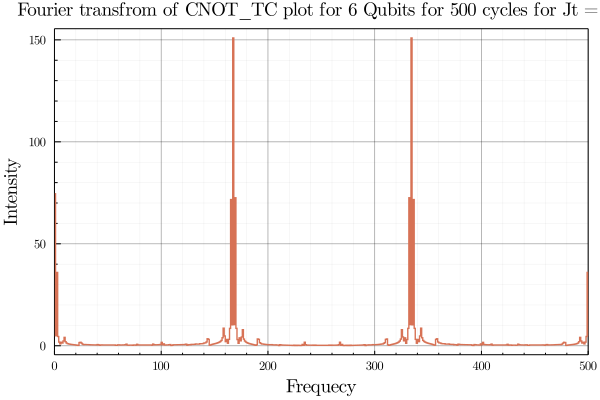 Fourier transfrom of CNOT_TC plot for 6 Qubits for 500 cycles for Jt =
150
100
50
0
Intensity
0 100 200 300 400 500
Frequecy